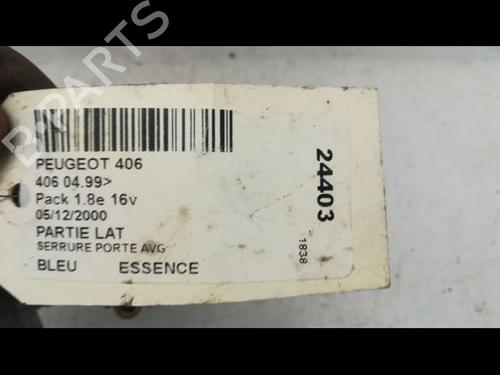 PEUGEOT 406
406 04.99>
Pack 1.8e 16v
05/12/2000
PARTIE LAT
SERRURE PORTE AVG
BLEU ESSENCE
24403
1838
B-PARTS